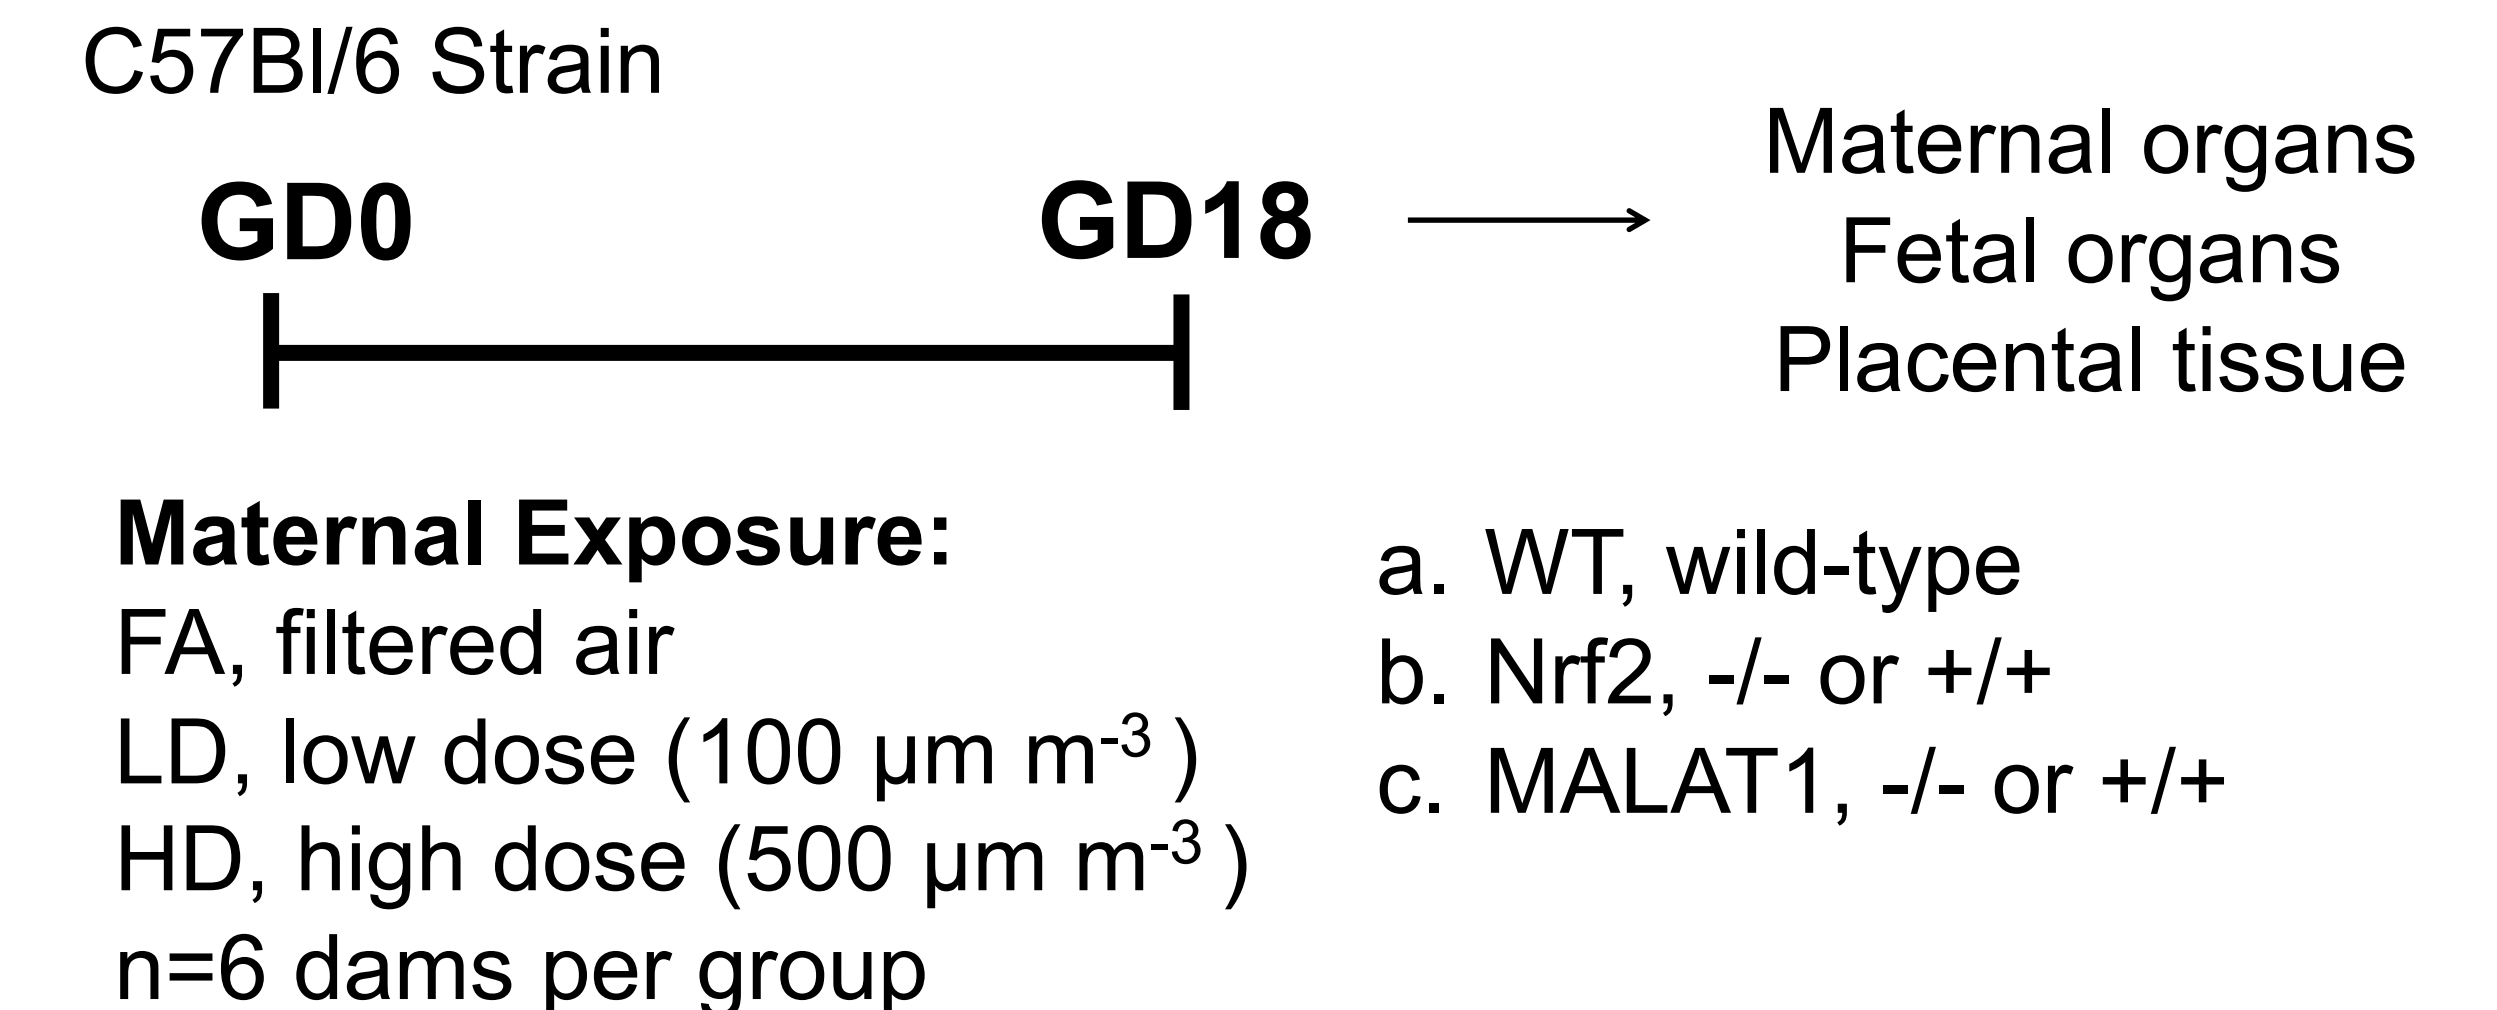 C57Bl/6 Strain
GD0
GD18
Maternal organs
Fetal organs
Placental tissue
Maternal Exposure:
FA, filtered air
LD, low dose (100 µm m⁻³ )
HD, high dose (500 µm m⁻³ )
n=6 dams per group
a. WT, wild-type
b. Nrf2, -/- or +/+
c. MALAT1, -/- or +/+